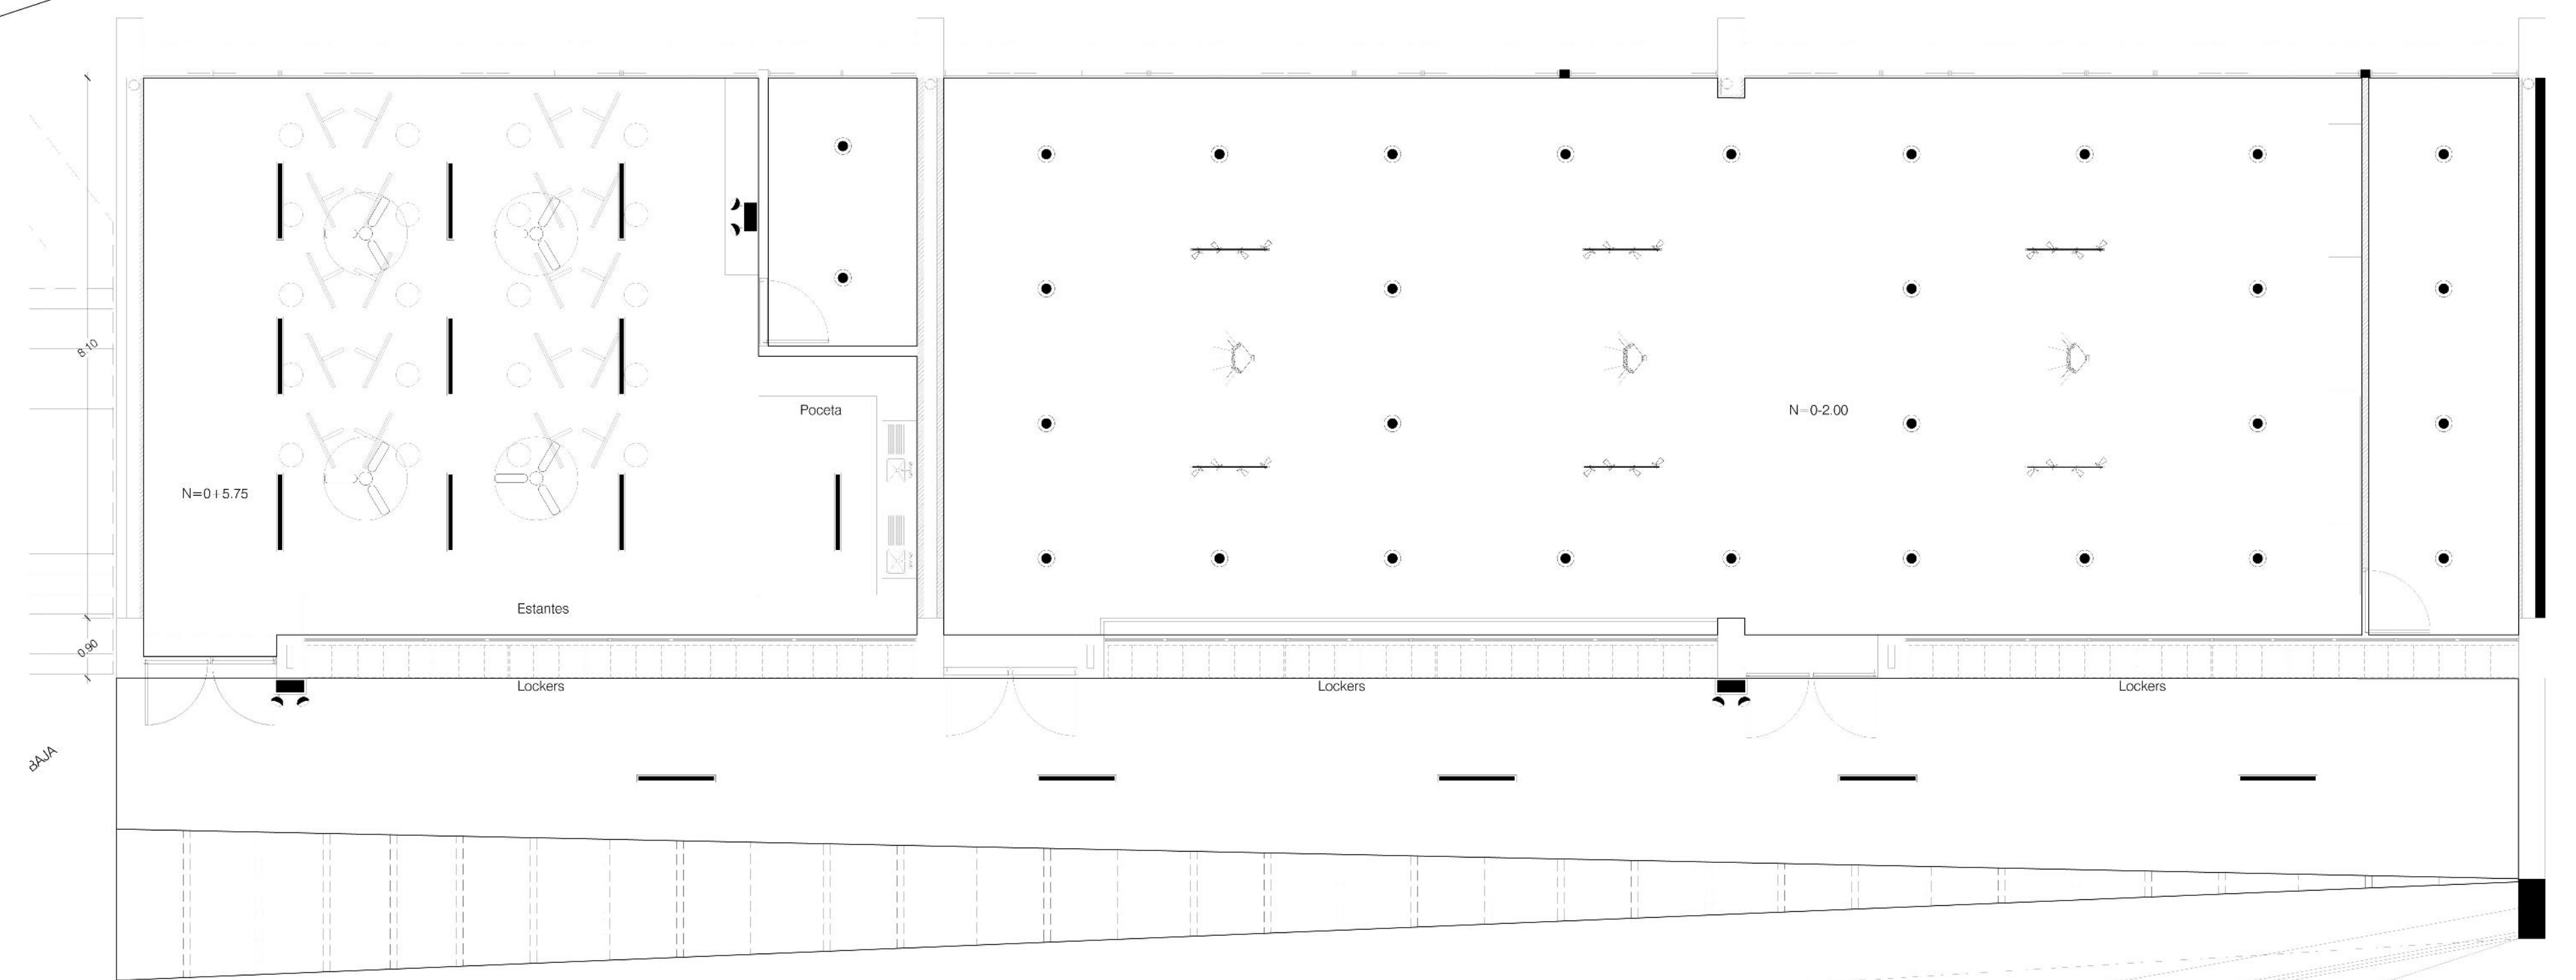 8.10
Poceta
N=0-2.00
N=0+5.75
Estantes
0.90
Lockers
Lockers
Lockers
BAJA